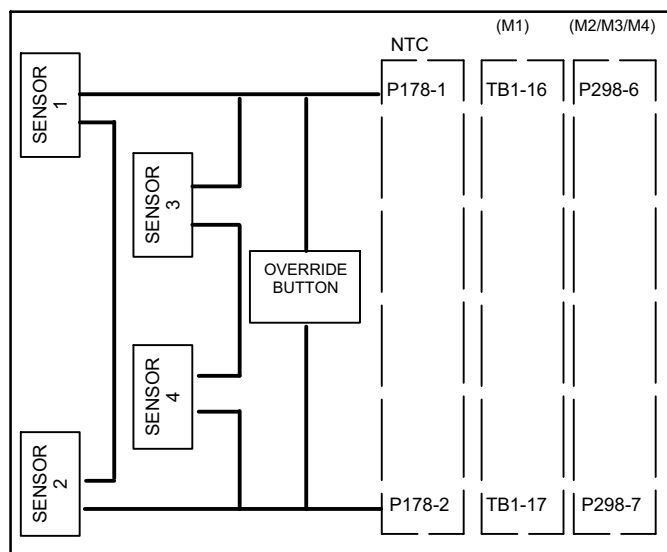 (M1)
(M2/M3/M4)
NTC
SENSOR
1
P178-1
TB1-16
P298-6
SENSOR
3
OVERRIDE
BUTTON
SENSOR
4
SENSOR
2
P178-2
TB1-17
P298-7